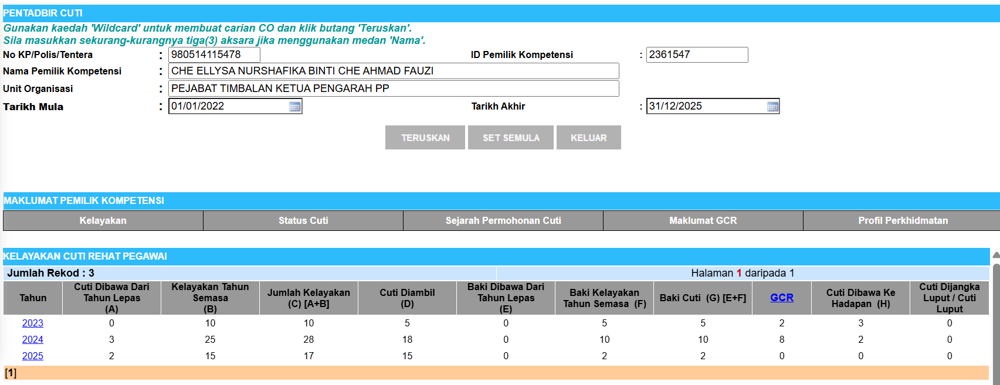 PENTADBIR CUTI
Gunakan kaedah 'Wildcard' untuk membuat carian CO dan klik butang 'Teruskan'.
Sila masukkan sekurang-kurangnya tiga(3) aksara jika menggunakan medan 'Nama'.
No KP/Polis/Tentera : 980514115478 ID Pemilik Kompetensi : 2361547
Nama Pemilik Kompetensi : CHE ELLYSA NURSHAFIKA BINTI CHE AHMAD FAUZI
Unit Organisasi : PEJABAT TIMBALAN KETUA PENGARAH PP
Tarikh Mula : 01/01/2022 Tarikh Akhir : 31/12/2025
TERUSKAN SET SEMULA KELUAR
MAKLUMAT PEMILIK KOMPETENSI
Kelayakan Status Cuti Sejarah Permohonan Cuti Maklumat GCR Profil Perkhidmatan
KELAYAKAN CUTI REHAT PEGAWAI
Jumlah Rekod : 3 Halaman 1 daripada 1
Tahun Cuti Dibawa Dari Tahun Lepas (A) Kelayakan Tahun Semasa (B) Jumlah Kelayakan (C) [A+B] Cuti Diambil (D) Baki Dibawa Dari Tahun Lepas (E) Baki Kelayakan Tahun Semasa (F) Baki Cuti (G) [E+F] GCR Cuti Dibawa Ke Hadapan (H) Cuti Dijangka Luput / Cuti Luput
2023 0 10 10 5 0 5 5 2 3 0
2024 3 25 28 18 0 10 10 8 2 0
2025 2 15 17 15 0 2 2 0 0 0
[1]